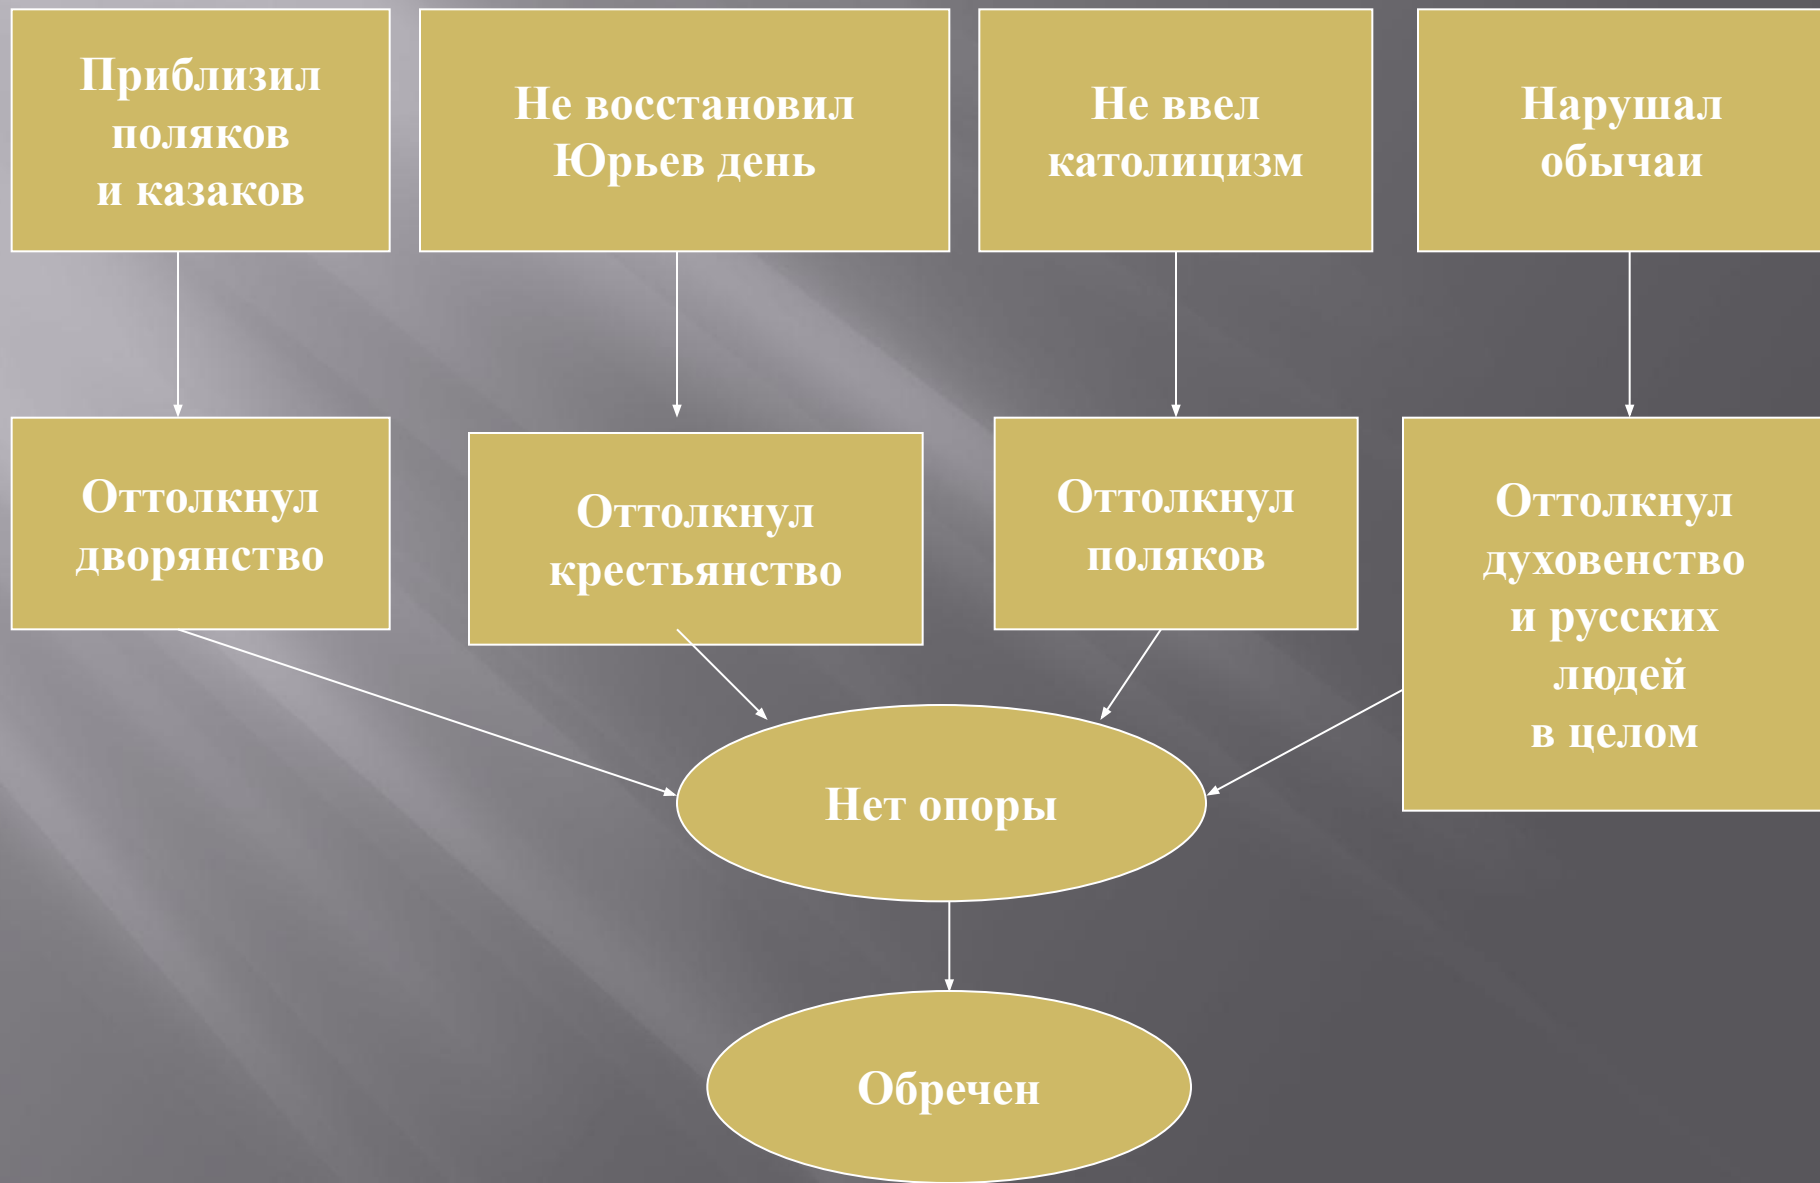 Приблизил
поляков
и казаков
Не восстановил
Юрьев день
Не ввел
католицизм
Нарушал
обычаи
Оттолкнул
дворянство
Оттолкнул
крестьянство
Оттолкнул
поляков
Оттолкнул
духовенство
и русских
людей
в целом
Нет опоры
Обречен